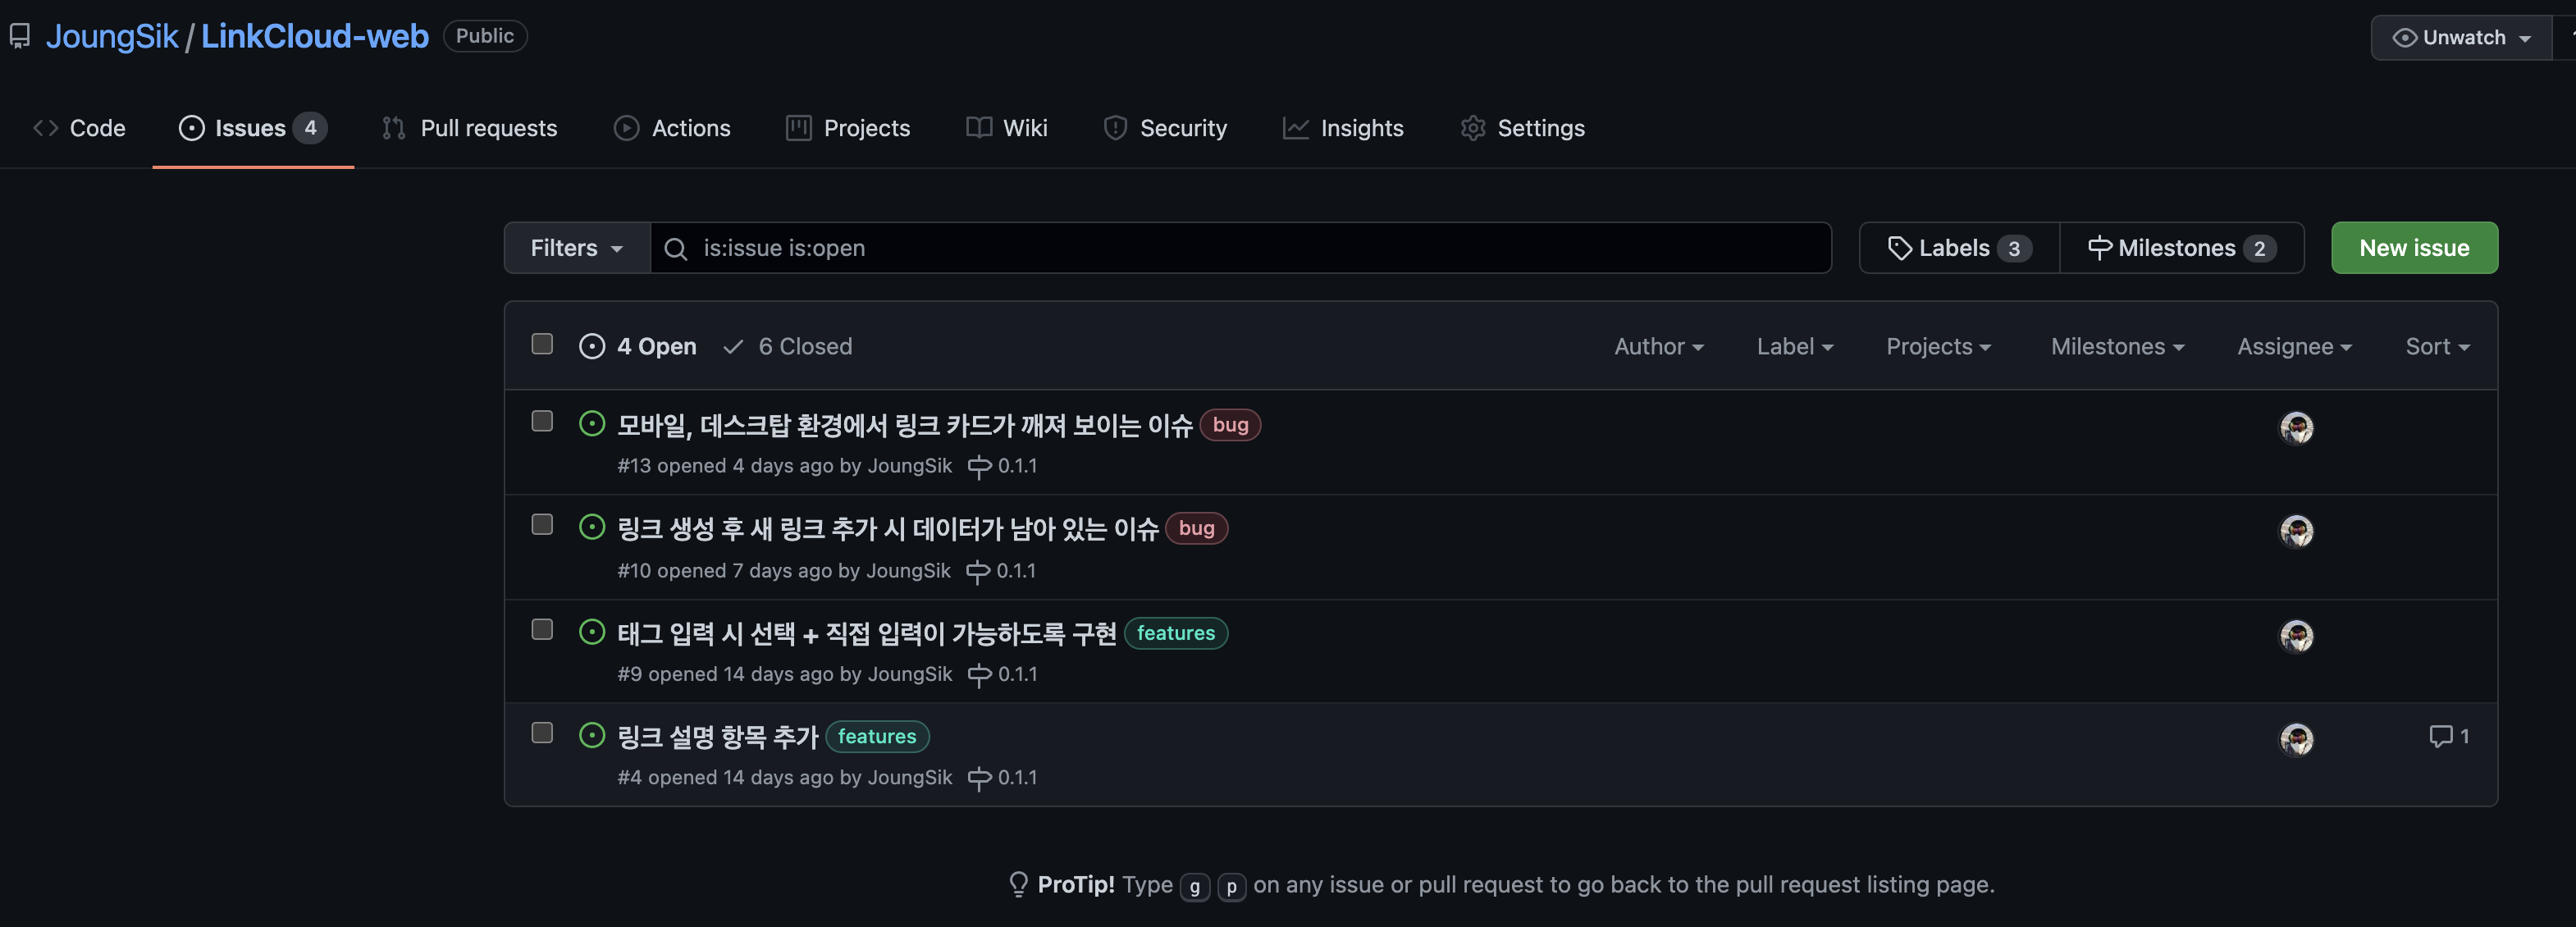 JoungSik / LinkCloud-web Public
Unwatch
Code Issues 4 Pull requests Actions Projects Wiki Security Insights Settings
Filters is:issue is:open Labels 3 Milestones 2 New issue
4 Open 6 Closed Author Label Projects Milestones Assignee Sort
모바일, 데스크탑 환경에서 링크 카드가 깨져 보이는 이슈 bug
#13 opened 4 days ago by JoungSik 0.1.1
링크 생성 후 새 링크 추가 시 데이터가 남아 있는 이슈 bug
#10 opened 7 days ago by JoungSik 0.1.1
태그 입력 시 선택 + 직접 입력이 가능하도록 구현 features
#9 opened 14 days ago by JoungSik 0.1.1
링크 설명 항목 추가 features 1
#4 opened 14 days ago by JoungSik 0.1.1
ProTip! Type g p on any issue or pull request to go back to the pull request listing page.